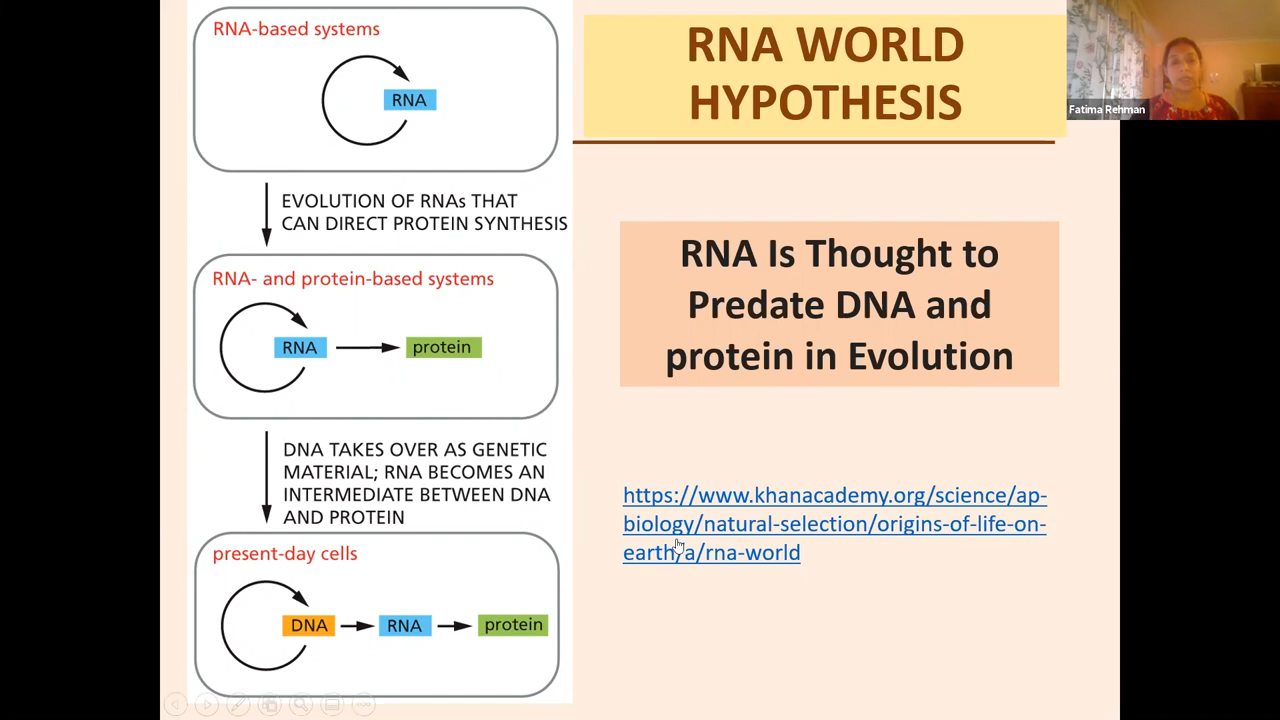 RNA-based systems
RNA
EVOLUTION OF RNAs THAT
CAN DIRECT PROTEIN SYNTHESIS
RNA- and protein-based systems
RNA
protein
DNA TAKES OVER AS GENETIC
MATERIAL; RNA BECOMES AN
INTERMEDIATE BETWEEN DNA
AND PROTEIN
present-day cells
DNA
RNA
protein
RNA WORLD
HYPOTHESIS
RNA Is Thought to
Predate DNA and
protein in Evolution
https://www.khanacademy.org/science/ap-
biology/natural-selection/origins-of-life-on-
earth/a/rna-world
Fatima Rehman